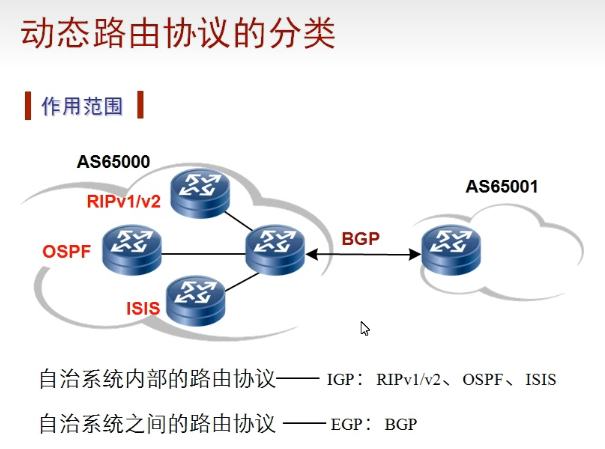 动态路由协议的分类
作用范围
AS65000
RIPv1/v2
AS65001
BGP
OSPF
ISIS
自治系统内部的路由协议—— IGP：RIPv1/v2、OSPF、ISIS
自治系统之间的路由协议 —— EGP：BGP